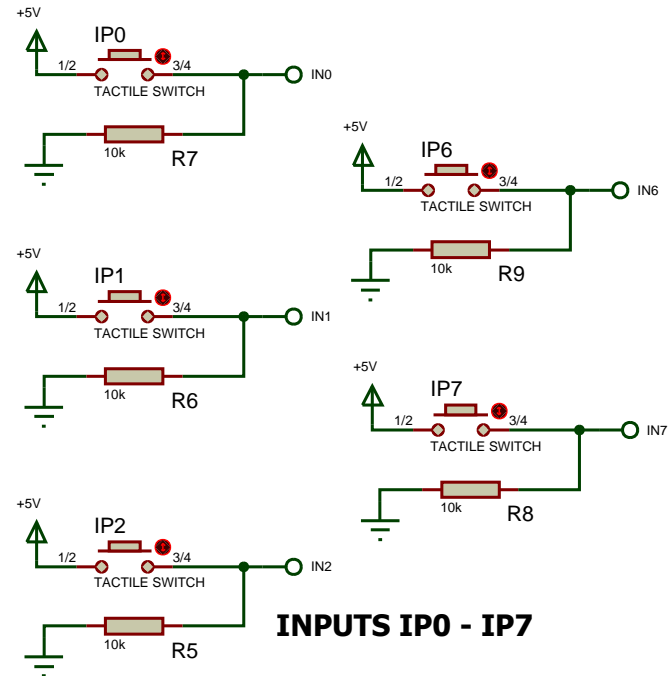 +5V
IP0
1/2
3/4
IN0
TACTILE SWITCH
10k
R7
+5V
IP6
1/2
3/4
IN6
TACTILE SWITCH
10k
R9
+5V
IP1
1/2
3/4
IN1
TACTILE SWITCH
10k
R6
+5V
IP7
1/2
3/4
IN7
TACTILE SWITCH
10k
R8
+5V
IP2
1/2
3/4
IN2
TACTILE SWITCH
10k
R5
INPUTS IP0 - IP7